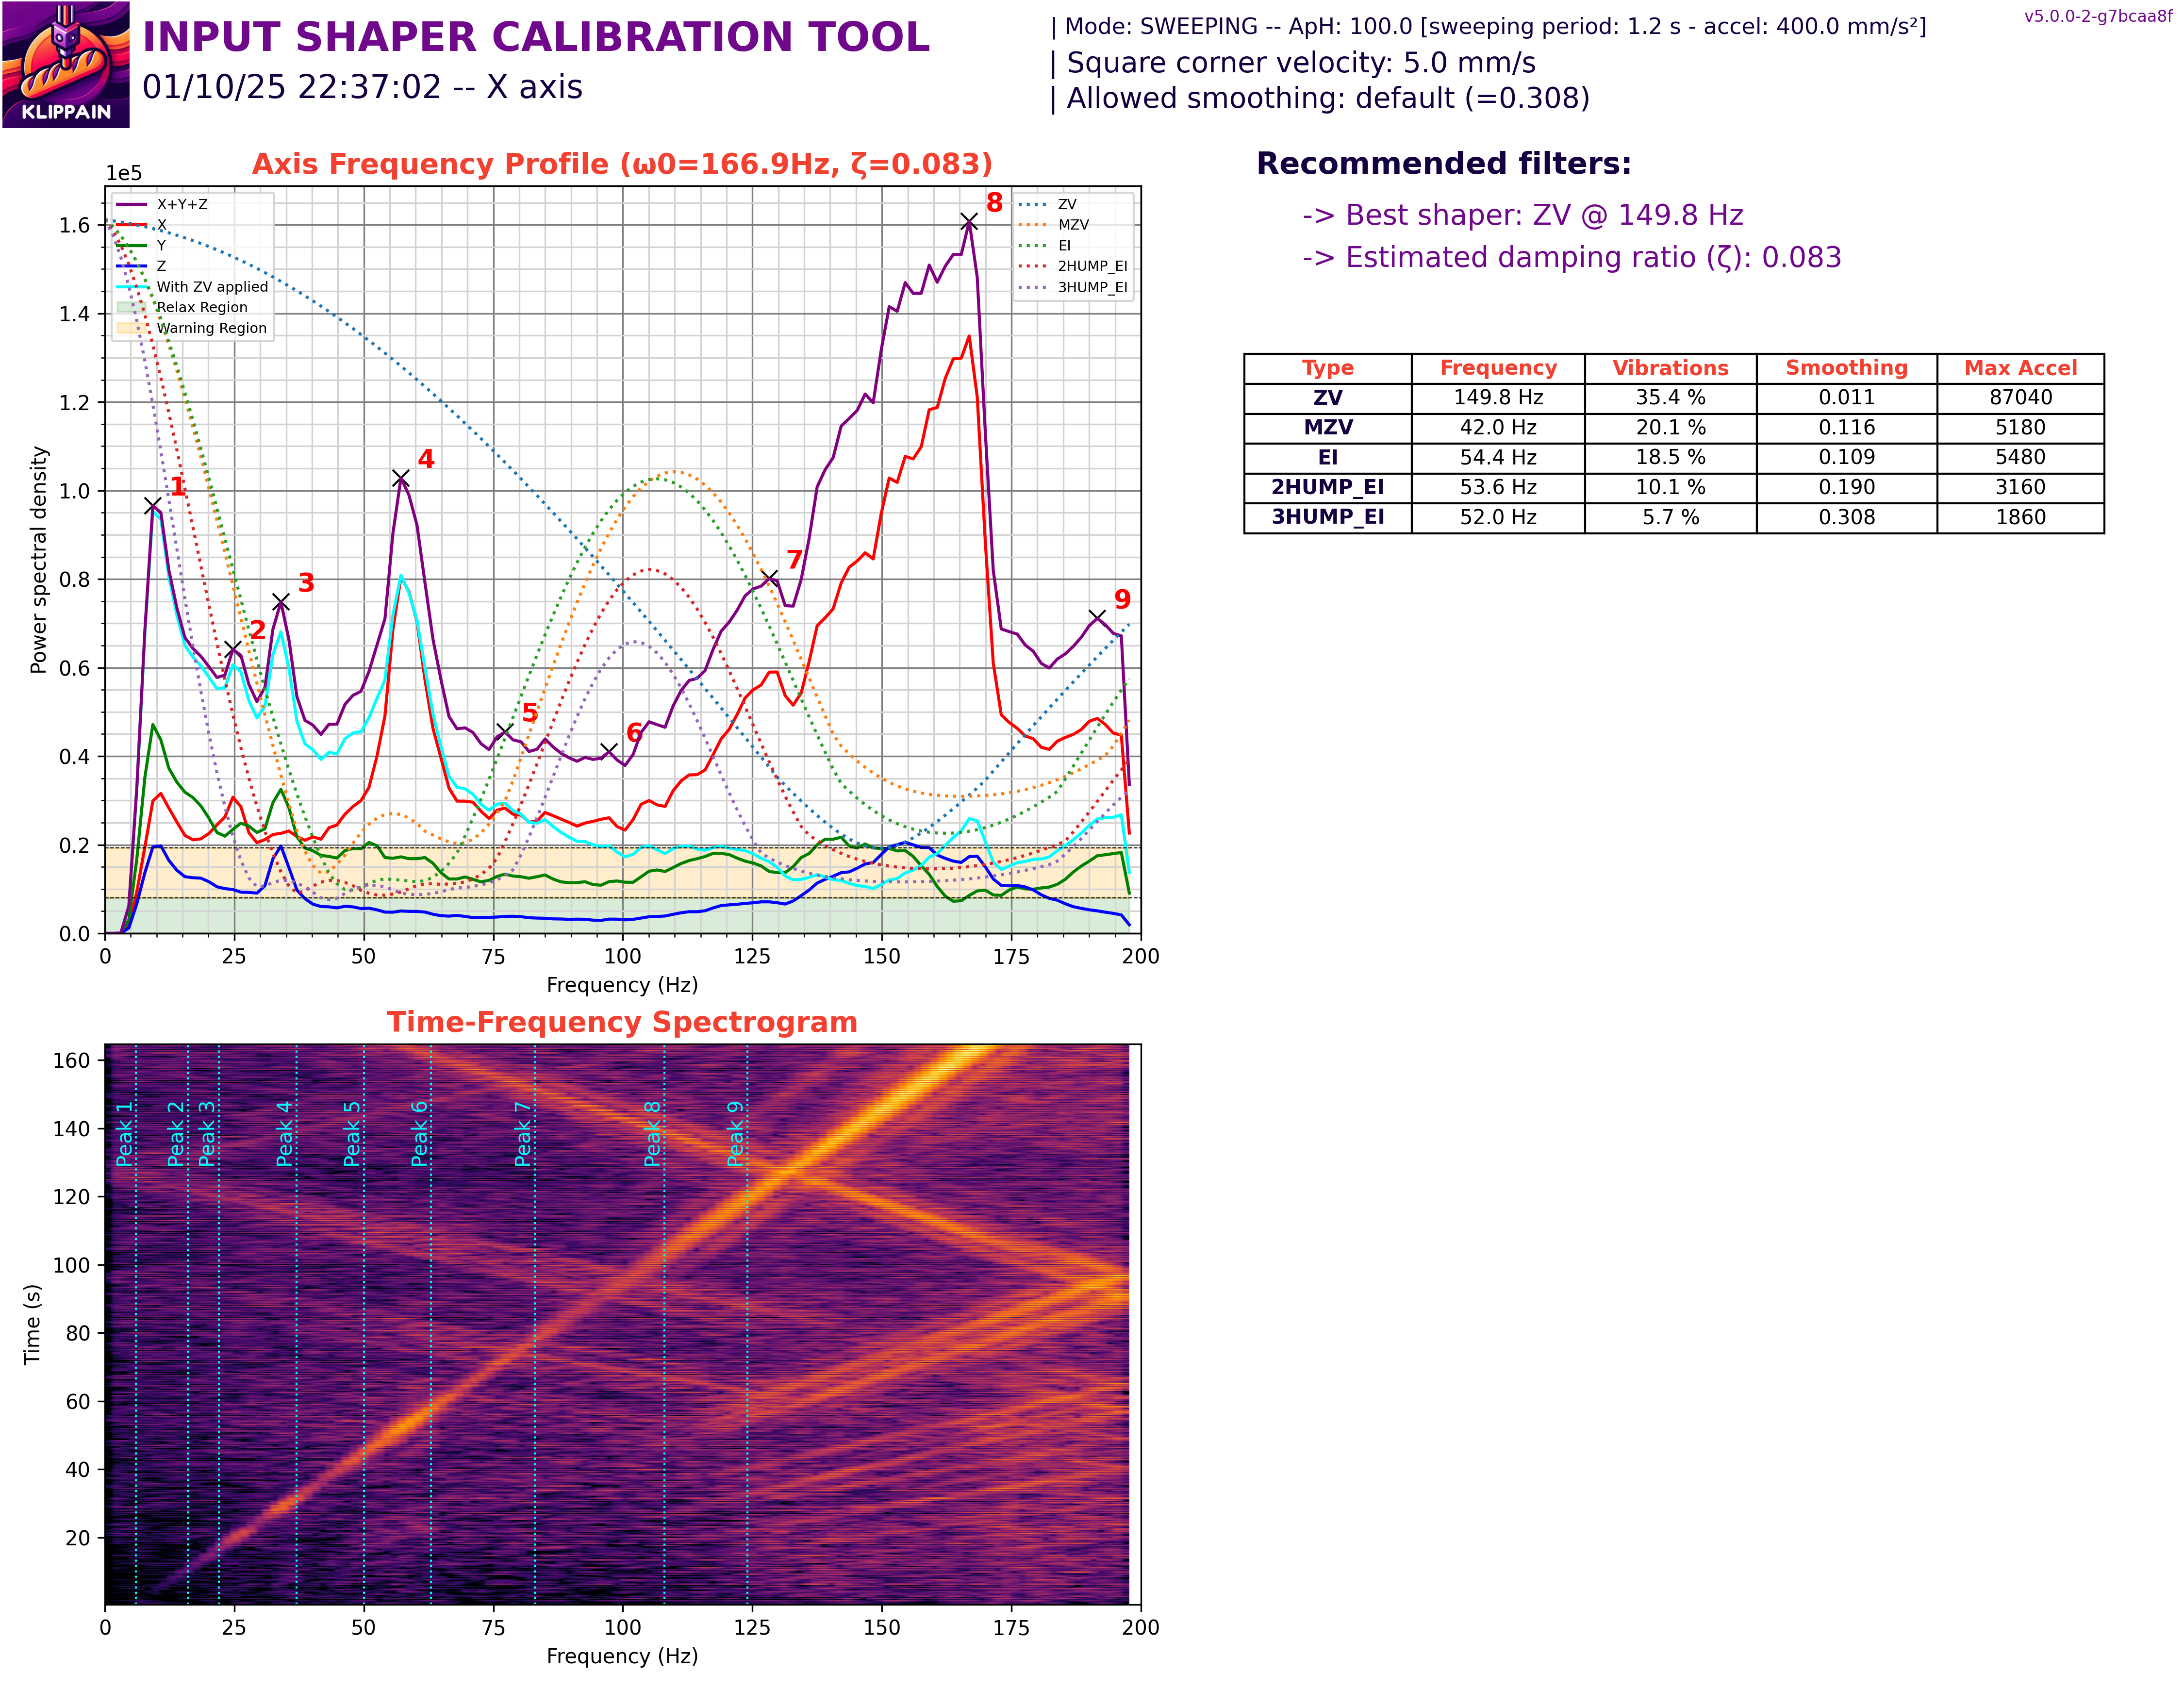 KLIPPAIN
INPUT SHAPER CALIBRATION TOOL
01/10/25 22:37:02 -- X axis
| Mode: SWEEPING -- ApH: 100.0 [sweeping period: 1.2 s - accel: 400.0 mm/s²]
| Square corner velocity: 5.0 mm/s
| Allowed smoothing: default (=0.308)
v5.0.0-2-g7bcaa8f
Axis Frequency Profile (ω0=166.9Hz, ζ=0.083)
1e5
Power spectral density
1.6
1.4
1.2
1.0
0.8
0.6
0.4
0.2
0.0
X+Y+Z
X
Y
Z
With ZV applied
Relax Region
Warning Region
ZV
MZV
EI
2HUMP_EI
3HUMP_EI
1
2
3
4
5
6
7
8
9
0 25 50 75 100 125 150 175 200
Frequency (Hz)
Recommended filters:
-> Best shaper: ZV @ 149.8 Hz
-> Estimated damping ratio (ζ): 0.083
Type Frequency Vibrations Smoothing Max Accel
ZV 149.8 Hz 35.4 % 0.011 87040
MZV 42.0 Hz 20.1 % 0.116 5180
EI 54.4 Hz 18.5 % 0.109 5480
2HUMP_EI 53.6 Hz 10.1 % 0.190 3160
3HUMP_EI 52.0 Hz 5.7 % 0.308 1860
Time-Frequency Spectrogram
Time (s)
160
140
120
100
80
60
40
20
Peak 1
Peak 2
Peak 3
Peak 4
Peak 5
Peak 6
Peak 7
Peak 8
Peak 9
0 25 50 75 100 125 150 175 200
Frequency (Hz)